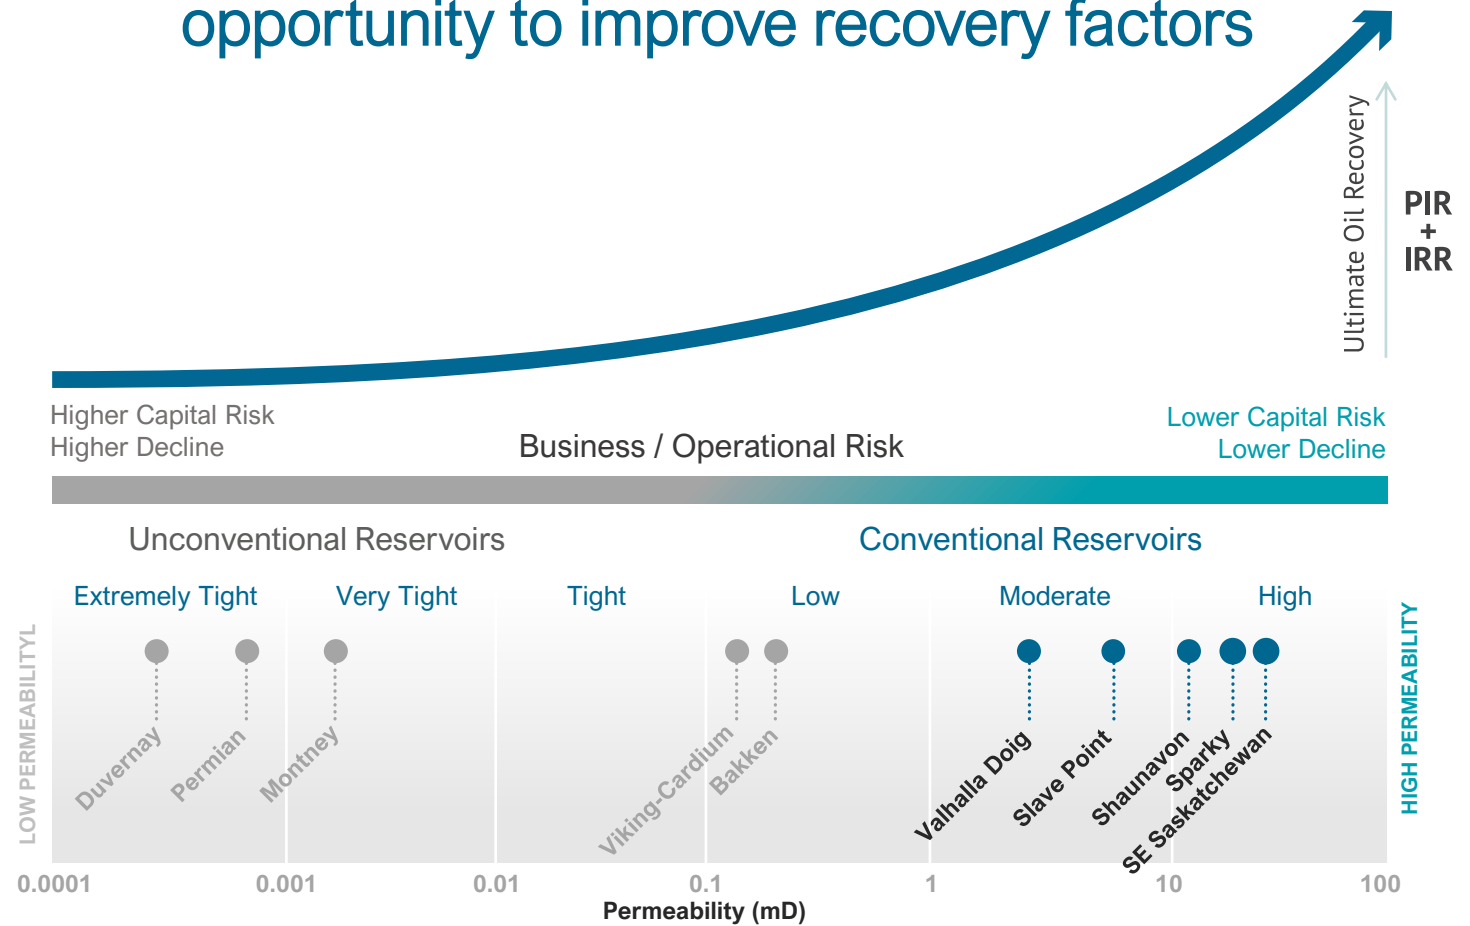 opportunity to improve recovery factors
Ultimate Oil Recovery
PIR
+
IRR
Higher Capital Risk
Higher Decline
Business / Operational Risk
Lower Capital Risk
Lower Decline
Unconventional Reservoirs
Conventional Reservoirs
Extremely Tight
Very Tight
Tight
Low
Moderate
High
LOW PERMEABILITYL
HIGH PERMEABILITY
Duvernay
Permian
Montney
Viking-Cardium
Bakken
Valhalla Doig
Slave Point
Shaunavon
Sparky
SE Saskatchewan
0.0001
0.001
0.01
0.1
1
10
100
Permeability (mD)